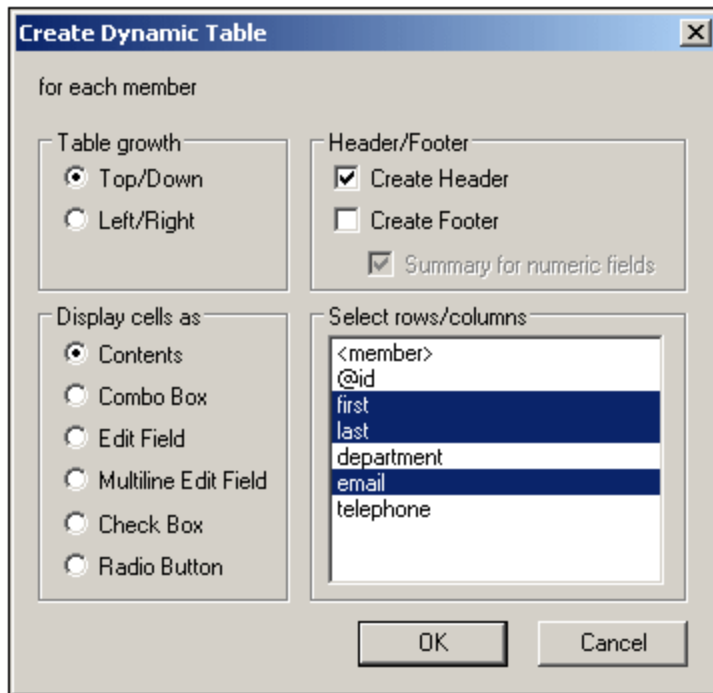 Create Dynamic Table
for each member
Table growth
Top/Down
Left/Right
Header/Footer
Create Header
Create Footer
Summary for numeric fields
Display cells as
Contents
Combo Box
Edit Field
Multiline Edit Field
Check Box
Radio Button
Select rows/columns
<member>
@id
first
last
department
email
telephone
OK
Cancel